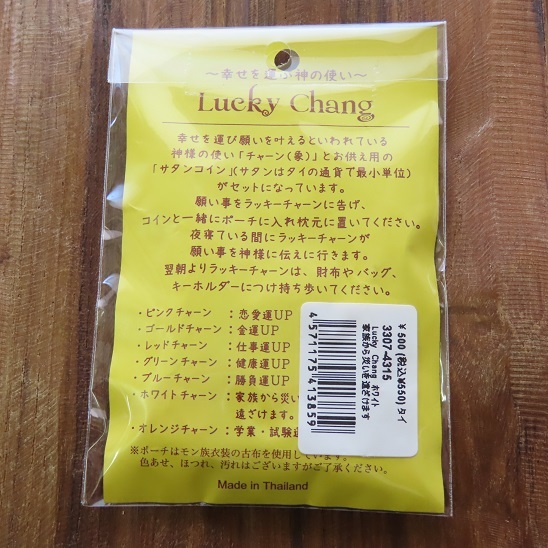 ～幸せを運ぶ神の使い～
Lucky Chang
幸せを運び願いを叶えるといわれている
神様の使い「チャーン(象)」とお供え用の
「サタンコイン」(サタンはタイの通貨で最小単位)
がセットになっています。
願い事をラッキーチャーンに告げ、
コインと一緒にポーチに入れ枕元に置いてください。
夜寝ている間にラッキーチャーンが
願い事を神様に伝えに行きます。
翌朝よりラッキーチャーンは、財布やバッグ、
キーホルダーにつけ持ち歩いてください。
・ピンクチャーン ：恋愛運UP
・ゴールドチャーン ：金運UP
・レッドチャーン ：仕事運UP
・グリーンチャーン ：健康運UP
・ブルーチャーン ：勝負運UP
・ホワイトチャーン ：家族から災い
遠ざけます。
・オレンジチャーン ：学業・試験運
※ポーチはモン族衣装の古布を使用しています。
色あせ、ほつれ、汚れはございますがご了承ください。
Made in Thailand
¥500 (税込¥550) タイ
3307-4315
Lucky Chang ホワイト
家族から災いを遠ざけます
4571175413859